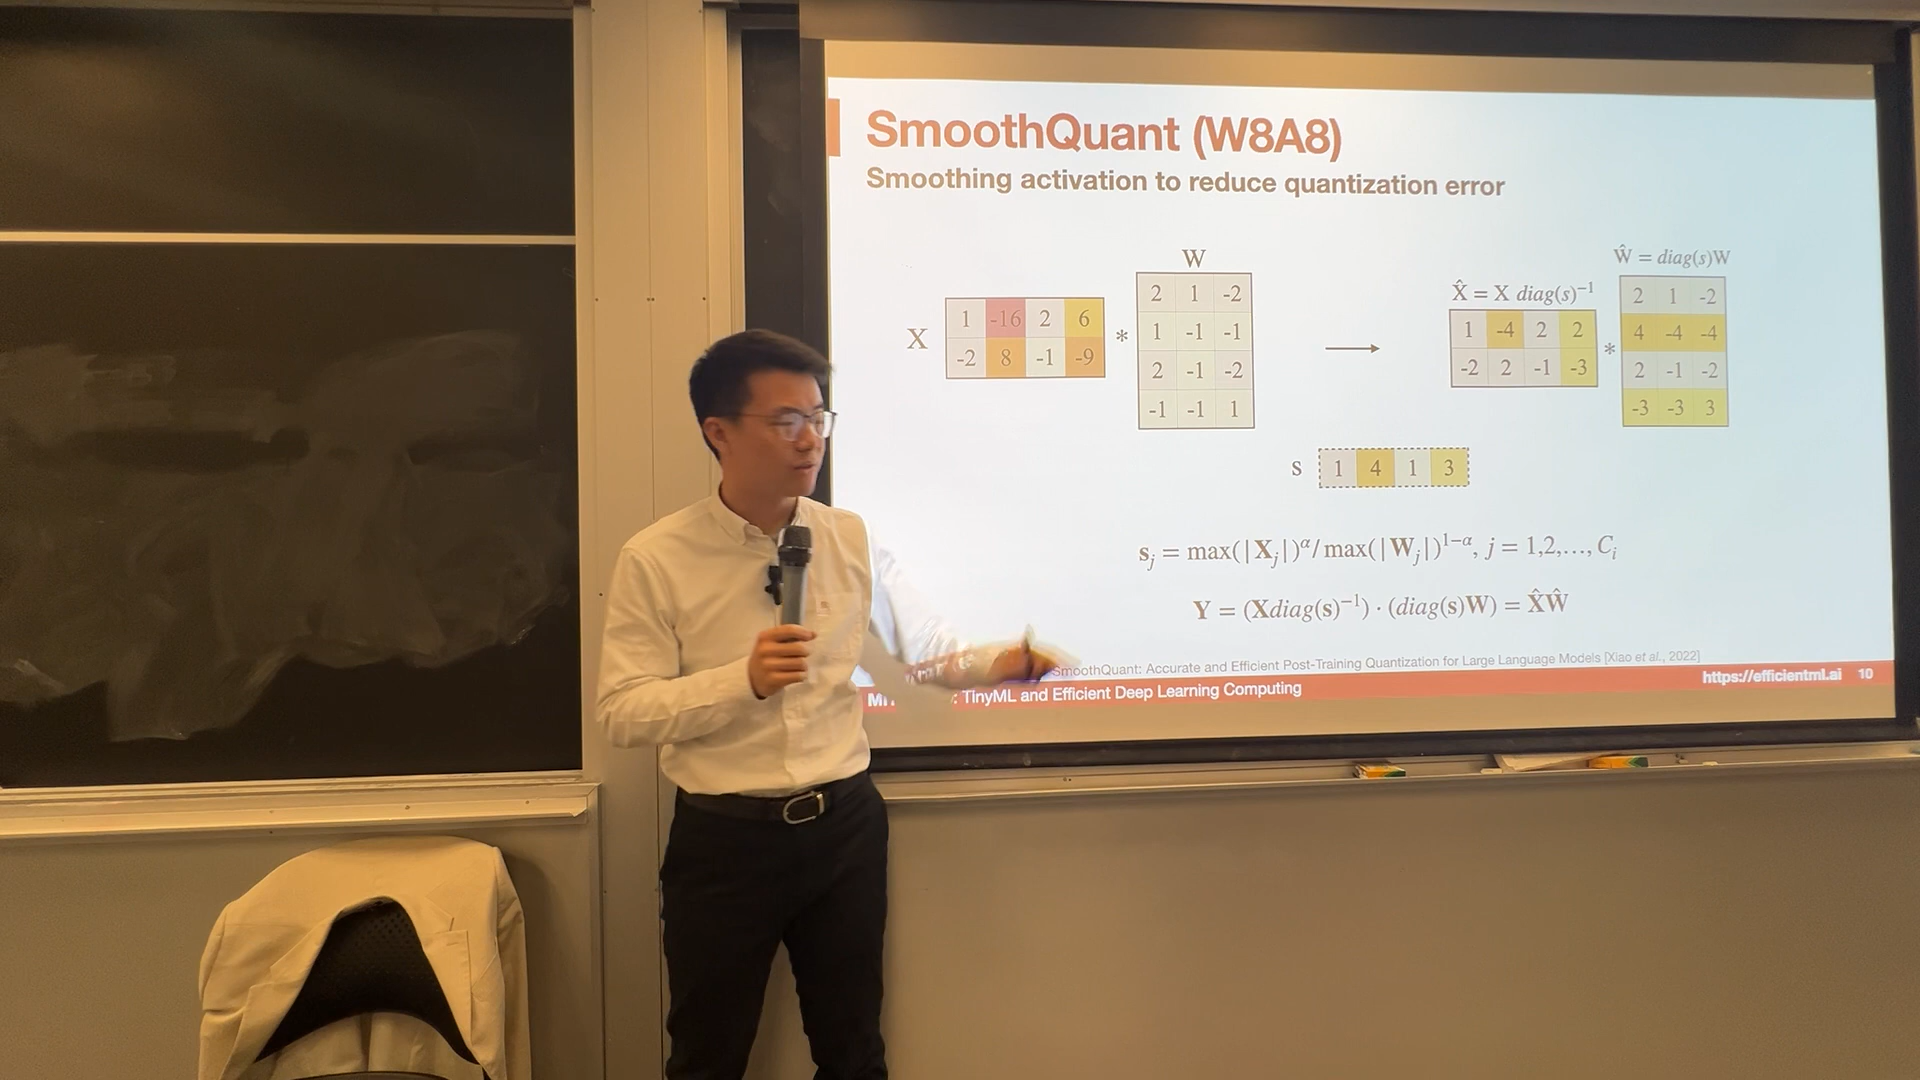 SmoothQuant (W8A8)
Smoothing activation to reduce quantization error
W
Ŵ = diag(s)W
X̂ = X diag(s)⁻¹
X
1 -16 2 6
-2 8 -1 -9
*
2 1 -2
1 -1 -1
2 -1 -2
-1 -1 1
1 -4 2 2
-2 2 -1 -3
*
2 1 -2
4 -4 -4
2 -1 -2
-3 -3 3
s 1 4 1 3
sⱼ = max(|Xⱼ|)^α / max(|Wⱼ|)^(1−α), j = 1,2,…, Cᵢ
Y = (Xdiag(s)⁻¹) · (diag(s)W) = X̂Ŵ
SmoothQuant: Accurate and Efficient Post-Training Quantization for Large Language Models [Xiao et al., 2022]
: TinyML and Efficient Deep Learning Computing
https://efficientml.ai 10